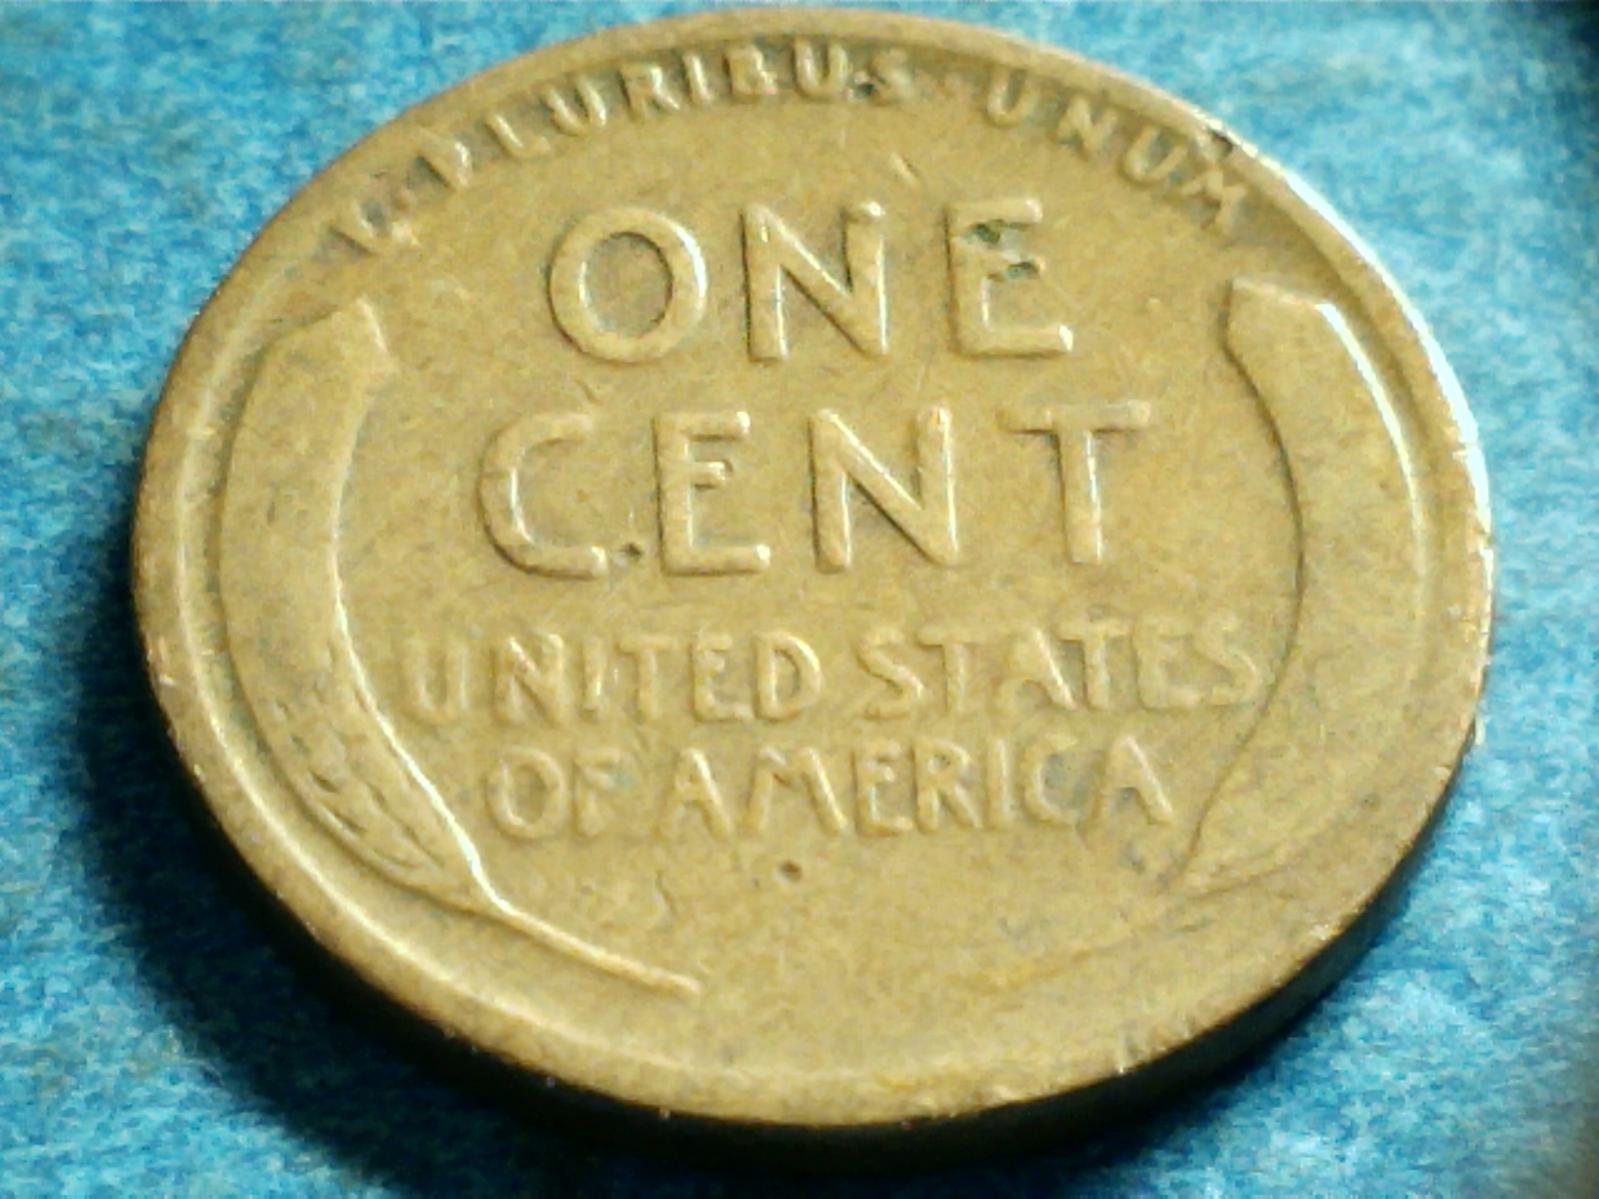 E·PLURIBUS·UNUM
ONE
CENT
UNITED STATES
OF AMERICA